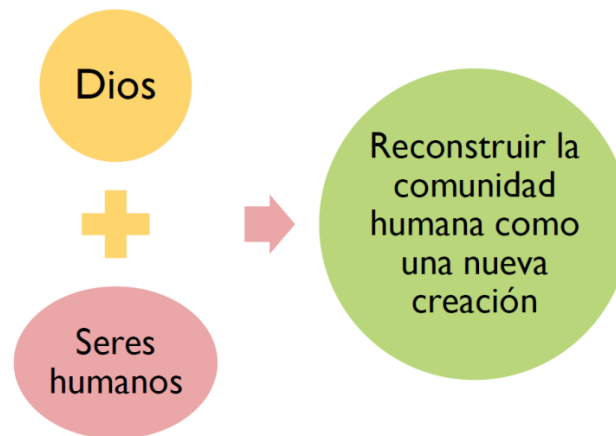 Dios
Seres
humanos
Reconstruir la
comunidad
humana como
una nueva
creación